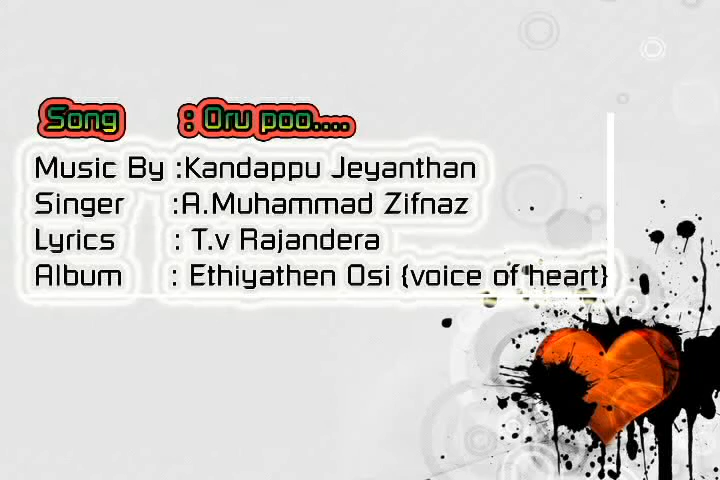 Song : Oru poo....
Music By :Kandappu Jeyanthan
Singer :A.Muhammad Zifnaz
Lyrics : T.v Rajandera
Album : Ethiyathen Osi {voice of heart}